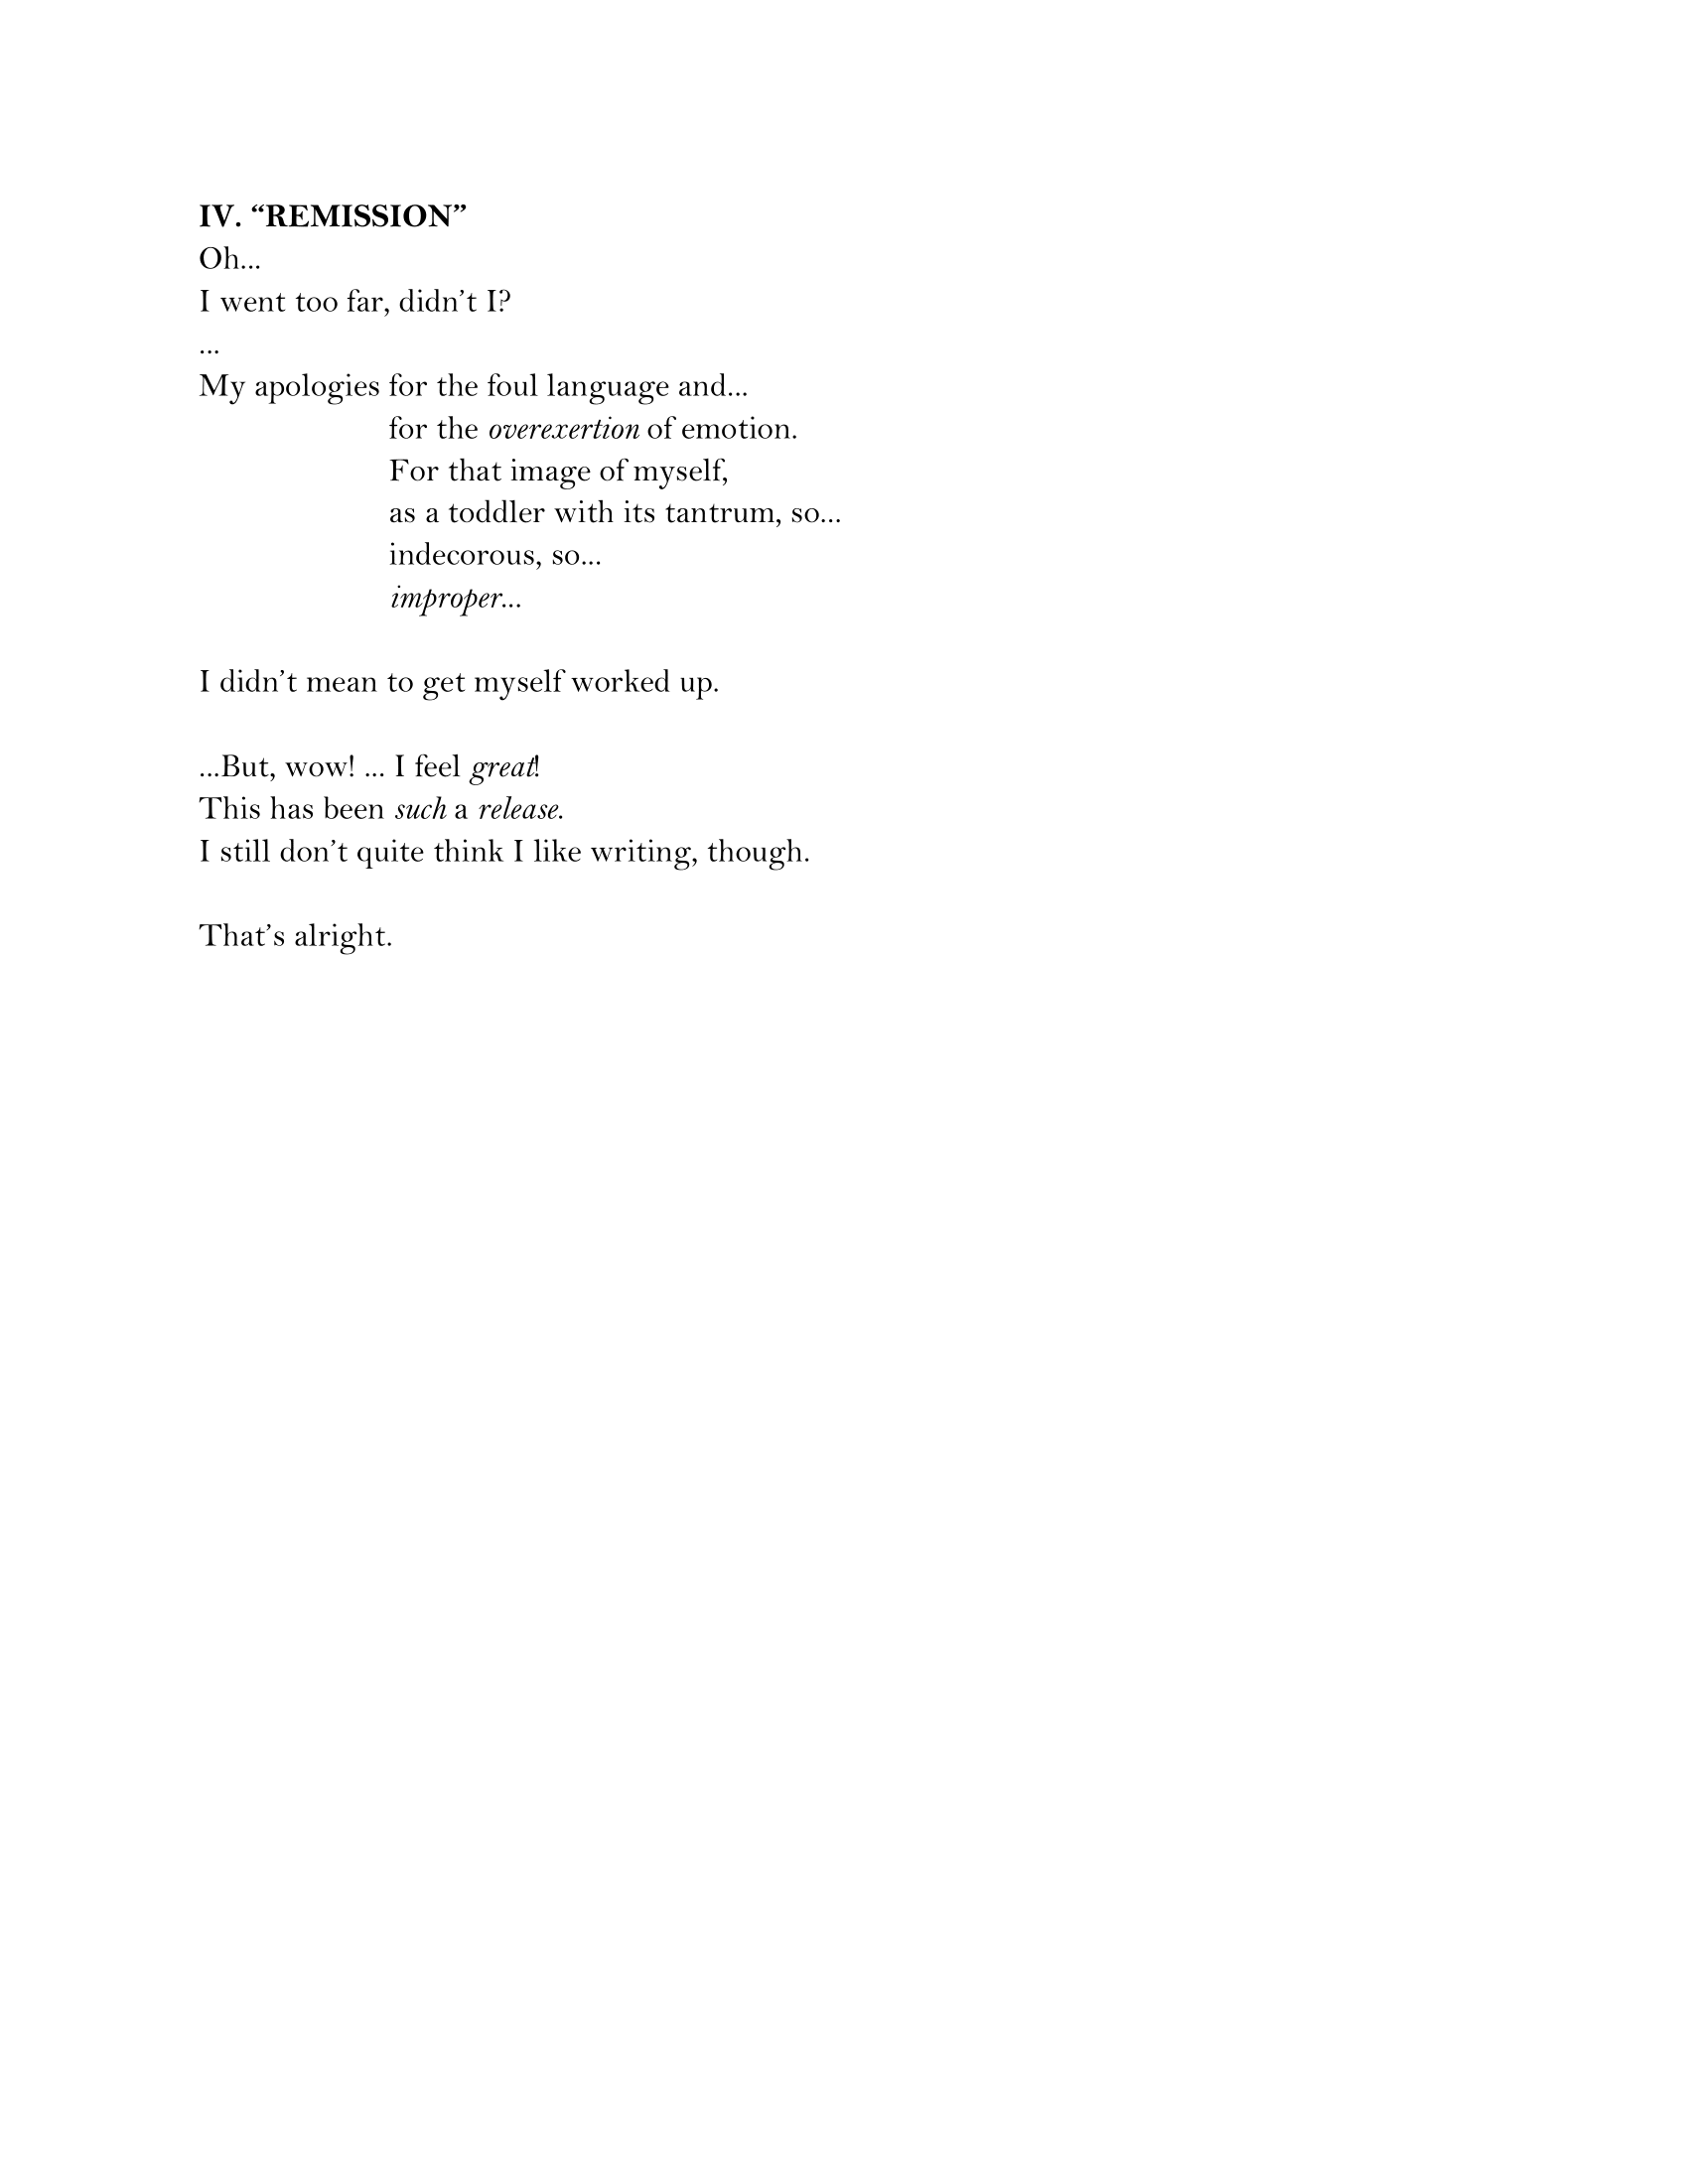 IV. “REMISSION”
Oh...
I went too far, didn’t I?
...
My apologies for the foul language and...
for the overexertion of emotion.
For that image of myself,
as a toddler with its tantrum, so...
indecorous, so...
improper...
I didn’t mean to get myself worked up.
...But, wow! ... I feel great!
This has been such a release.
I still don’t quite think I like writing, though.
That’s alright.